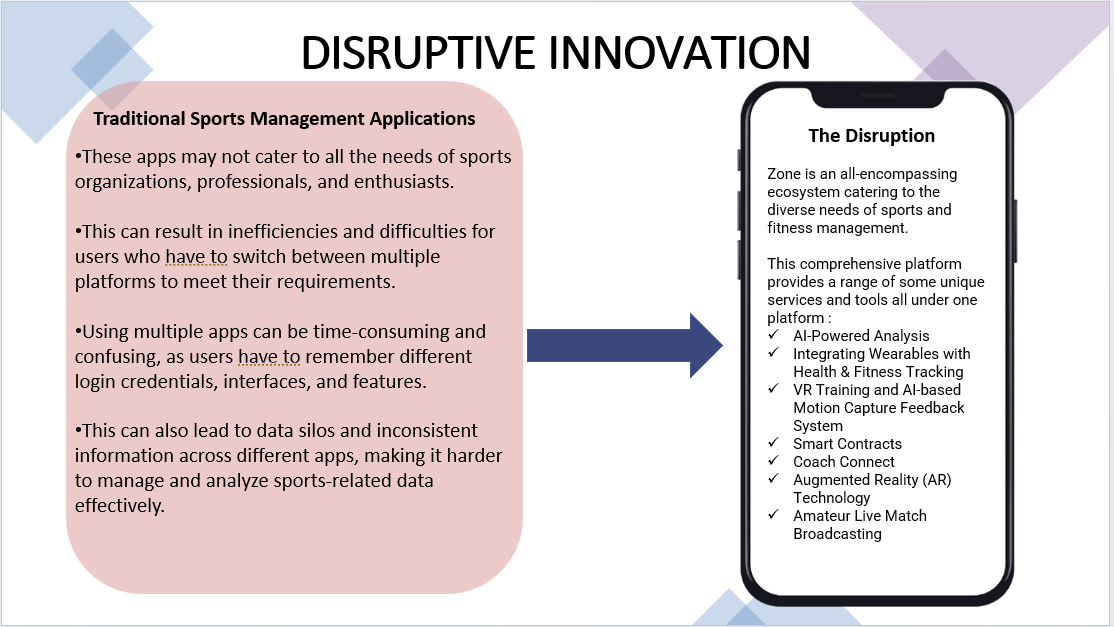 DISRUPTIVE INNOVATION
Traditional Sports Management Applications
•These apps may not cater to all the needs of sports
organizations, professionals, and enthusiasts.
•This can result in inefficiencies and difficulties for
users who have to switch between multiple
platforms to meet their requirements.
•Using multiple apps can be time-consuming and
confusing, as users have to remember different
login credentials, interfaces, and features.
•This can also lead to data silos and inconsistent
information across different apps, making it harder
to manage and analyze sports-related data
effectively.
The Disruption
Zone is an all-encompassing
ecosystem catering to the
diverse needs of sports and
fitness management.
This comprehensive platform
provides a range of some unique
services and tools all under one
platform :
✓ AI-Powered Analysis
✓ Integrating Wearables with
Health & Fitness Tracking
✓ VR Training and AI-based
Motion Capture Feedback
System
✓ Smart Contracts
✓ Coach Connect
✓ Augmented Reality (AR)
Technology
✓ Amateur Live Match
Broadcasting